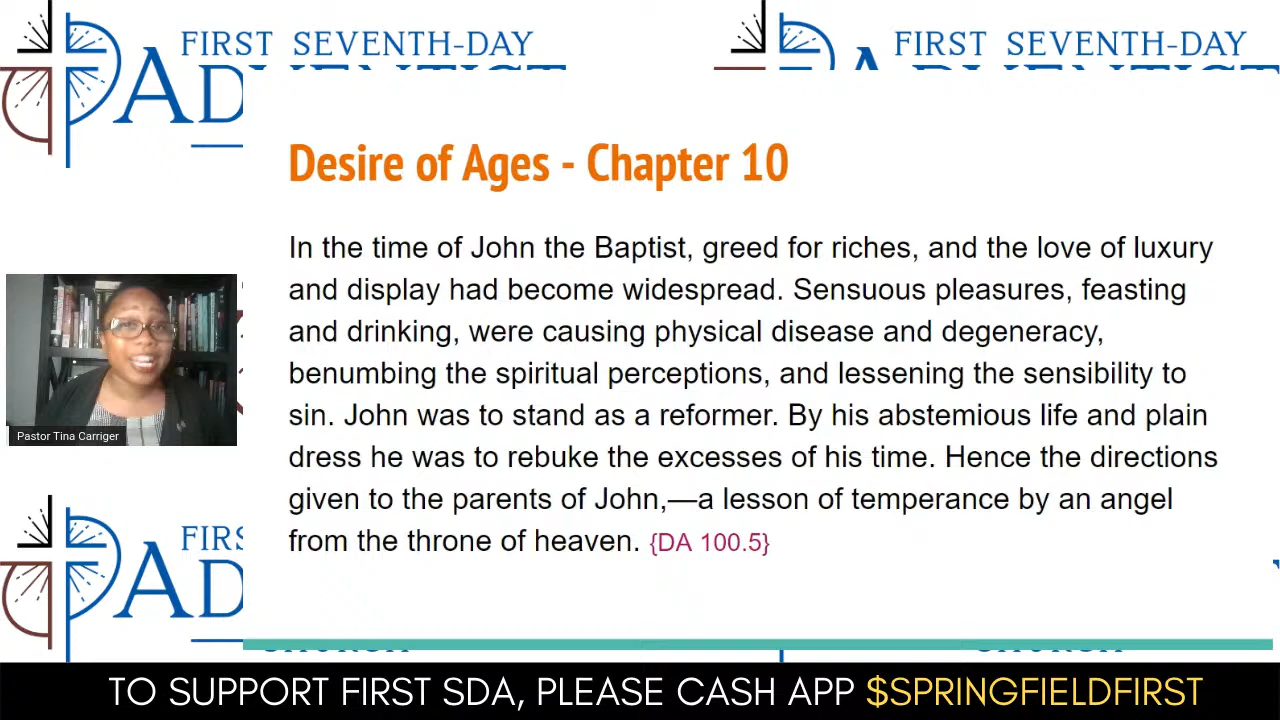 FIRST SEVENTH-DAY
FIRST SEVENTH-DAY
ADVENTIST
ADVENTIST
Desire of Ages - Chapter 10
In the time of John the Baptist, greed for riches, and the love of luxury
and display had become widespread. Sensuous pleasures, feasting
and drinking, were causing physical disease and degeneracy,
benumbing the spiritual perceptions, and lessening the sensibility to
sin. John was to stand as a reformer. By his abstemious life and plain
dress he was to rebuke the excesses of his time. Hence the directions
given to the parents of John,—a lesson of temperance by an angel
from the throne of heaven. {DA 100.5}
Pastor Tina Carriger
FIRS
AD
TO SUPPORT FIRST SDA, PLEASE CASH APP $SPRINGFIELDFIRST